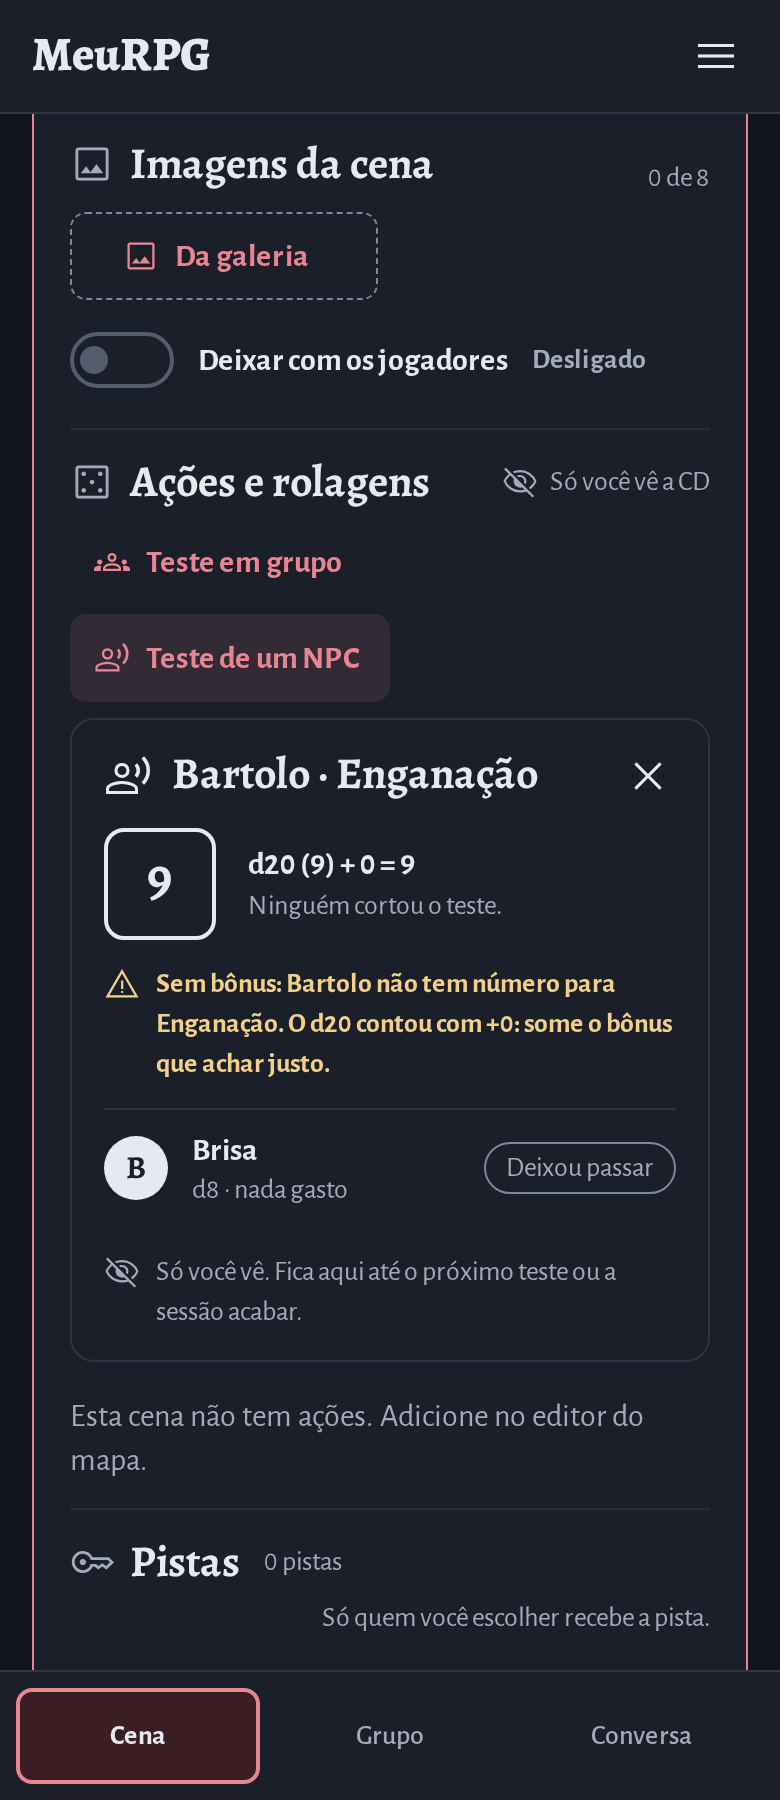 MeuRPG
Imagens da cena
0 de 8
Da galeria
Deixar com os jogadores Desligado
Ações e rolagens
Só você vê a CD
Teste em grupo
Teste de um NPC
Bartolo · Enganação
9
d20 (9) + 0 = 9
Ninguém cortou o teste.
Sem bônus: Bartolo não tem número para
Enganação. O d20 contou com +0: some o bônus
que achar justo.
B
Brisa
d8 · nada gasto
Deixou passar
Só você vê. Fica aqui até o próximo teste ou a
sessão acabar.
Esta cena não tem ações. Adicione no editor do
mapa.
Pistas 0 pistas
Só quem você escolher recebe a pista.
Cena Grupo Conversa